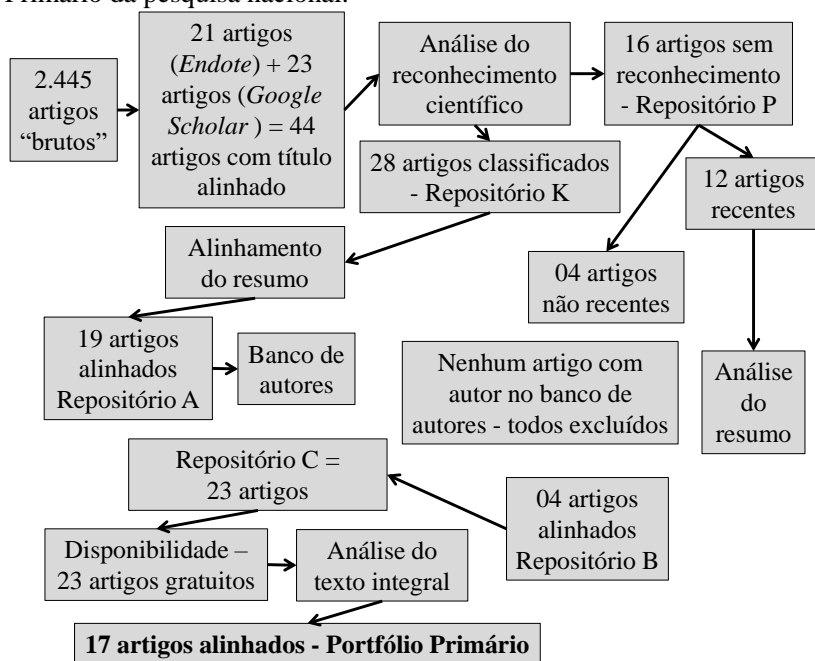 Primário da pesquisa nacional.
2.445
artigos
“brutos”
21 artigos
(Endote) + 23
artigos (Google
Scholar ) = 44
artigos com título
alinhado
Análise do
reconhecimento
científico
16 artigos sem
reconhecimento
- Repositório P
28 artigos classificados
- Repositório K
12 artigos
recentes
Alinhamento
do resumo
04 artigos
não recentes
19 artigos
alinhados
Repositório A
Banco de
autores
Nenhum artigo com
autor no banco de
autores - todos excluídos
Análise
do
resumo
Repositório C =
23 artigos
04 artigos
alinhados
Repositório B
Disponibilidade –
23 artigos gratuitos
Análise do
texto integral
17 artigos alinhados - Portfólio Primário